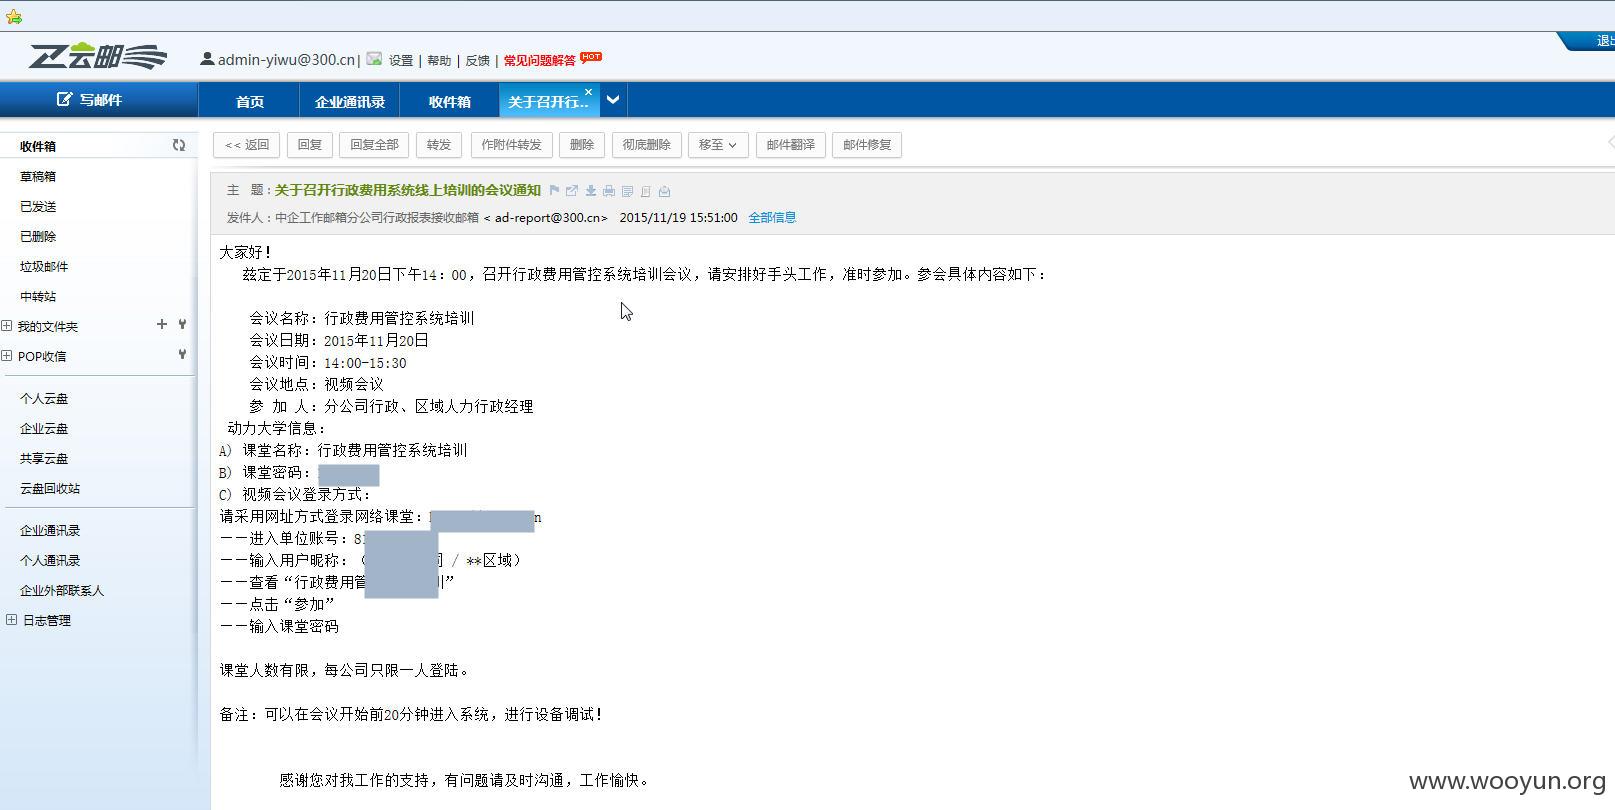 退出
Z云邮
admin-yiwu@300.cn| 设置 | 帮助 | 反馈 | 常见问题解答 HOT
写邮件 首页 企业通讯录 收件箱 关于召开行..
收件箱
草稿箱
已发送
已删除
垃圾邮件
中转站
我的文件夹
POP收信
个人云盘
企业云盘
共享云盘
云盘回收站
企业通讯录
个人通讯录
企业外部联系人
日志管理
<< 返回 回复 回复全部 转发 作附件转发 删除 彻底删除 移至 邮件翻译 邮件修复
主 题：关于召开行政费用系统线上培训的会议通知
发件人：中企工作邮箱分公司行政报表接收邮箱 < ad-report@300.cn> 2015/11/19 15:51:00 全部信息
大家好！
兹定于2015年11月20日下午14：00，召开行政费用管控系统培训会议，请安排好手头工作，准时参加。参会具体内容如下：
会议名称：行政费用管控系统培训
会议日期：2015年11月20日
会议时间：14:00-15:30
会议地点：视频会议
参 加 人：分公司行政、区域人力行政经理
动力大学信息：
A) 课堂名称：行政费用管控系统培训
B) 课堂密码：
C) 视频会议登录方式：
请采用网址方式登录网络课堂： n
－－进入单位账号：8
－－输入用户昵称：（ / **区域）
－－查看“行政费用管 训”
－－点击“参加”
－－输入课堂密码
课堂人数有限，每公司只限一人登陆。
备注：可以在会议开始前20分钟进入系统，进行设备调试！
感谢您对我工作的支持，有问题请及时沟通，工作愉快。
www.wooyun.org